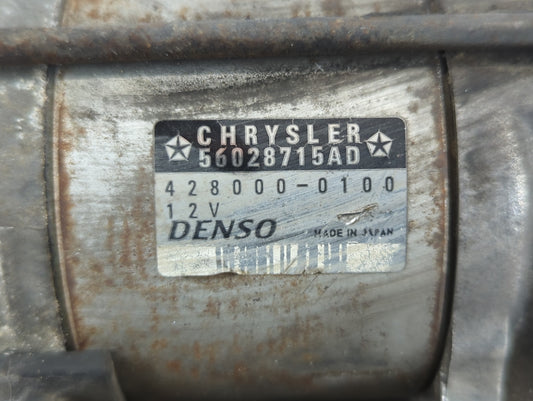 CHRYSLER
56028715AD
428000-0100
12V
DENSO MADE IN JAPAN